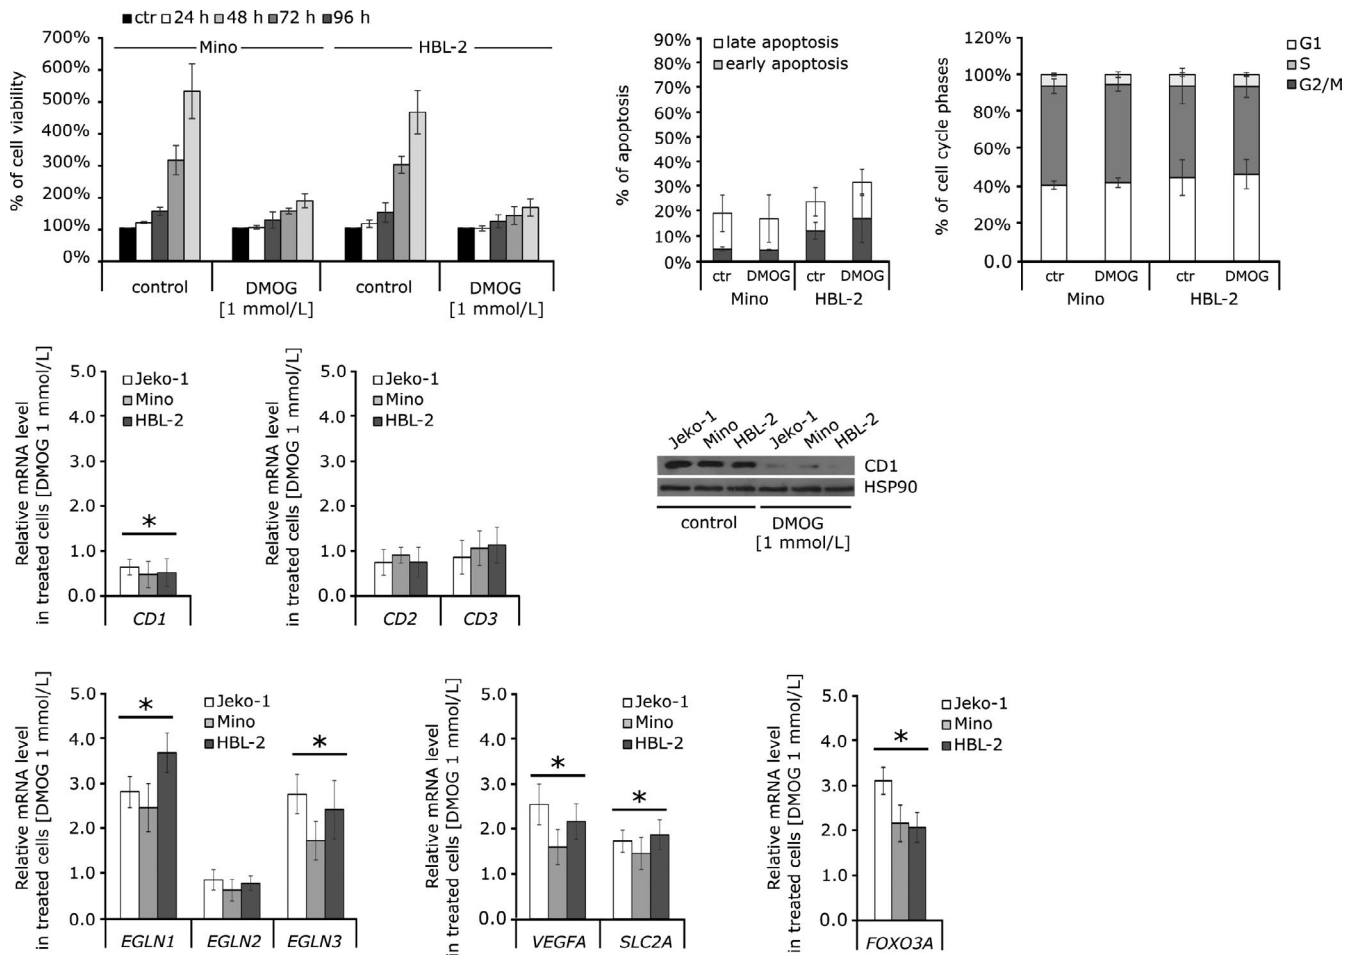 ctr 24 h 48 h 72 h 96 h
% of cell viability
700%
600%
500%
400%
300%
200%
100%
0%
Mino
HBL-2
control
DMOG
[1 mmol/L]
control
DMOG
[1 mmol/L]
% of apoptosis
90%
80%
70%
60%
50%
40%
30%
20%
10%
0%
late apoptosis
early apoptosis
ctr DMOG ctr DMOG
Mino HBL-2
% of cell cycle phases
120%
100%
80%
60%
40%
20%
0.0
G1
S
G2/M
ctr DMOG ctr DMOG
Mino HBL-2
Relative mRNA level
in treated cells [DMOG 1 mmol/L]
5.0
4.0
3.0
2.0
1.0
0.0
Jeko-1
Mino
HBL-2
*
CD1
Relative mRNA level
in treated cells [DMOG 1 mmol/L]
5.0
4.0
3.0
2.0
1.0
0.0
Jeko-1
Mino
HBL-2
CD2 CD3
Jeko-1 Mino HBL-2 Jeko-1 Mino HBL-2
CD1
HSP90
control
DMOG
[1 mmol/L]
Relative mRNA level
in treated cells [DMOG 1 mmol/L]
5.0
4.0
3.0
2.0
1.0
0.0
Jeko-1
Mino
HBL-2
*
*
EGLN1 EGLN2 EGLN3
Relative mRNA level
in treated cells [DMOG 1 mmol/L]
5.0
4.0
3.0
2.0
1.0
0.0
Jeko-1
Mino
HBL-2
*
*
VEGFA SLC2A
Relative mRNA level
in treated cells [DMOG 1 mmol/L]
5.0
4.0
3.0
2.0
1.0
0.0
Jeko-1
Mino
HBL-2
*
FOXO3A